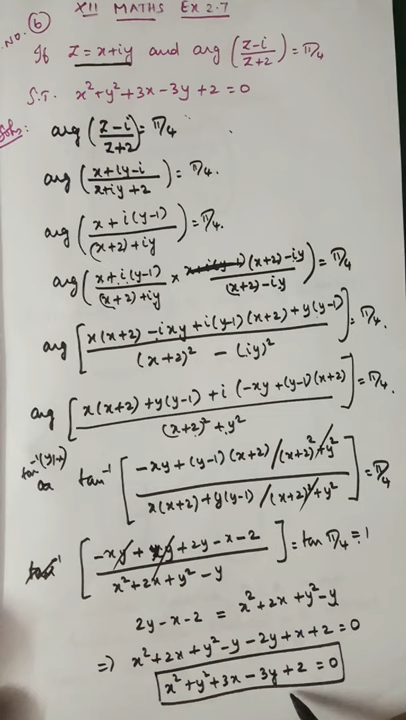 XII MATHS Ex 2.7
NO. 6
If z = x+iy and arg ((z-i)/(z+2)) = π/4
S.T. x²+y²+3x-3y+2=0
Soln:
arg ((z-i)/(z+2)) = π/4
arg ((x+iy-i)/(x+iy+2)) = π/4.
arg ((x+i(y-1))/((x+2)+iy)) = π/4.
arg ((x+i(y-1))/((x+2)+iy) × (x+2)-iy/((x+2)-iy)) = π/4
arg [(x(x+2)-ixy+i(y-1)(x+2)+y(y-1))/((x+2)²-(iy)²)] = π/4.
arg [(x(x+2)+y(y-1)+i(-xy+(y-1)(x+2))/((x+2)²+y²)] = π/4.
tan⁻¹(y/x)
tan⁻¹ [(-xy+(y-1)(x+2)/(x+2)²+y²)/(x(x+2)+y(y-1)/(x+2)²+y²)] = π/4
tan⁻¹ [(-xy+xy+2y-x-2)/(x²+2x+y²-y)] = tan π/4 = 1
2y-x-2 = x²+2x+y²-y
⇒ x²+2x+y²-y-2y+x+2=0
x²+y²+3x-3y+2=0